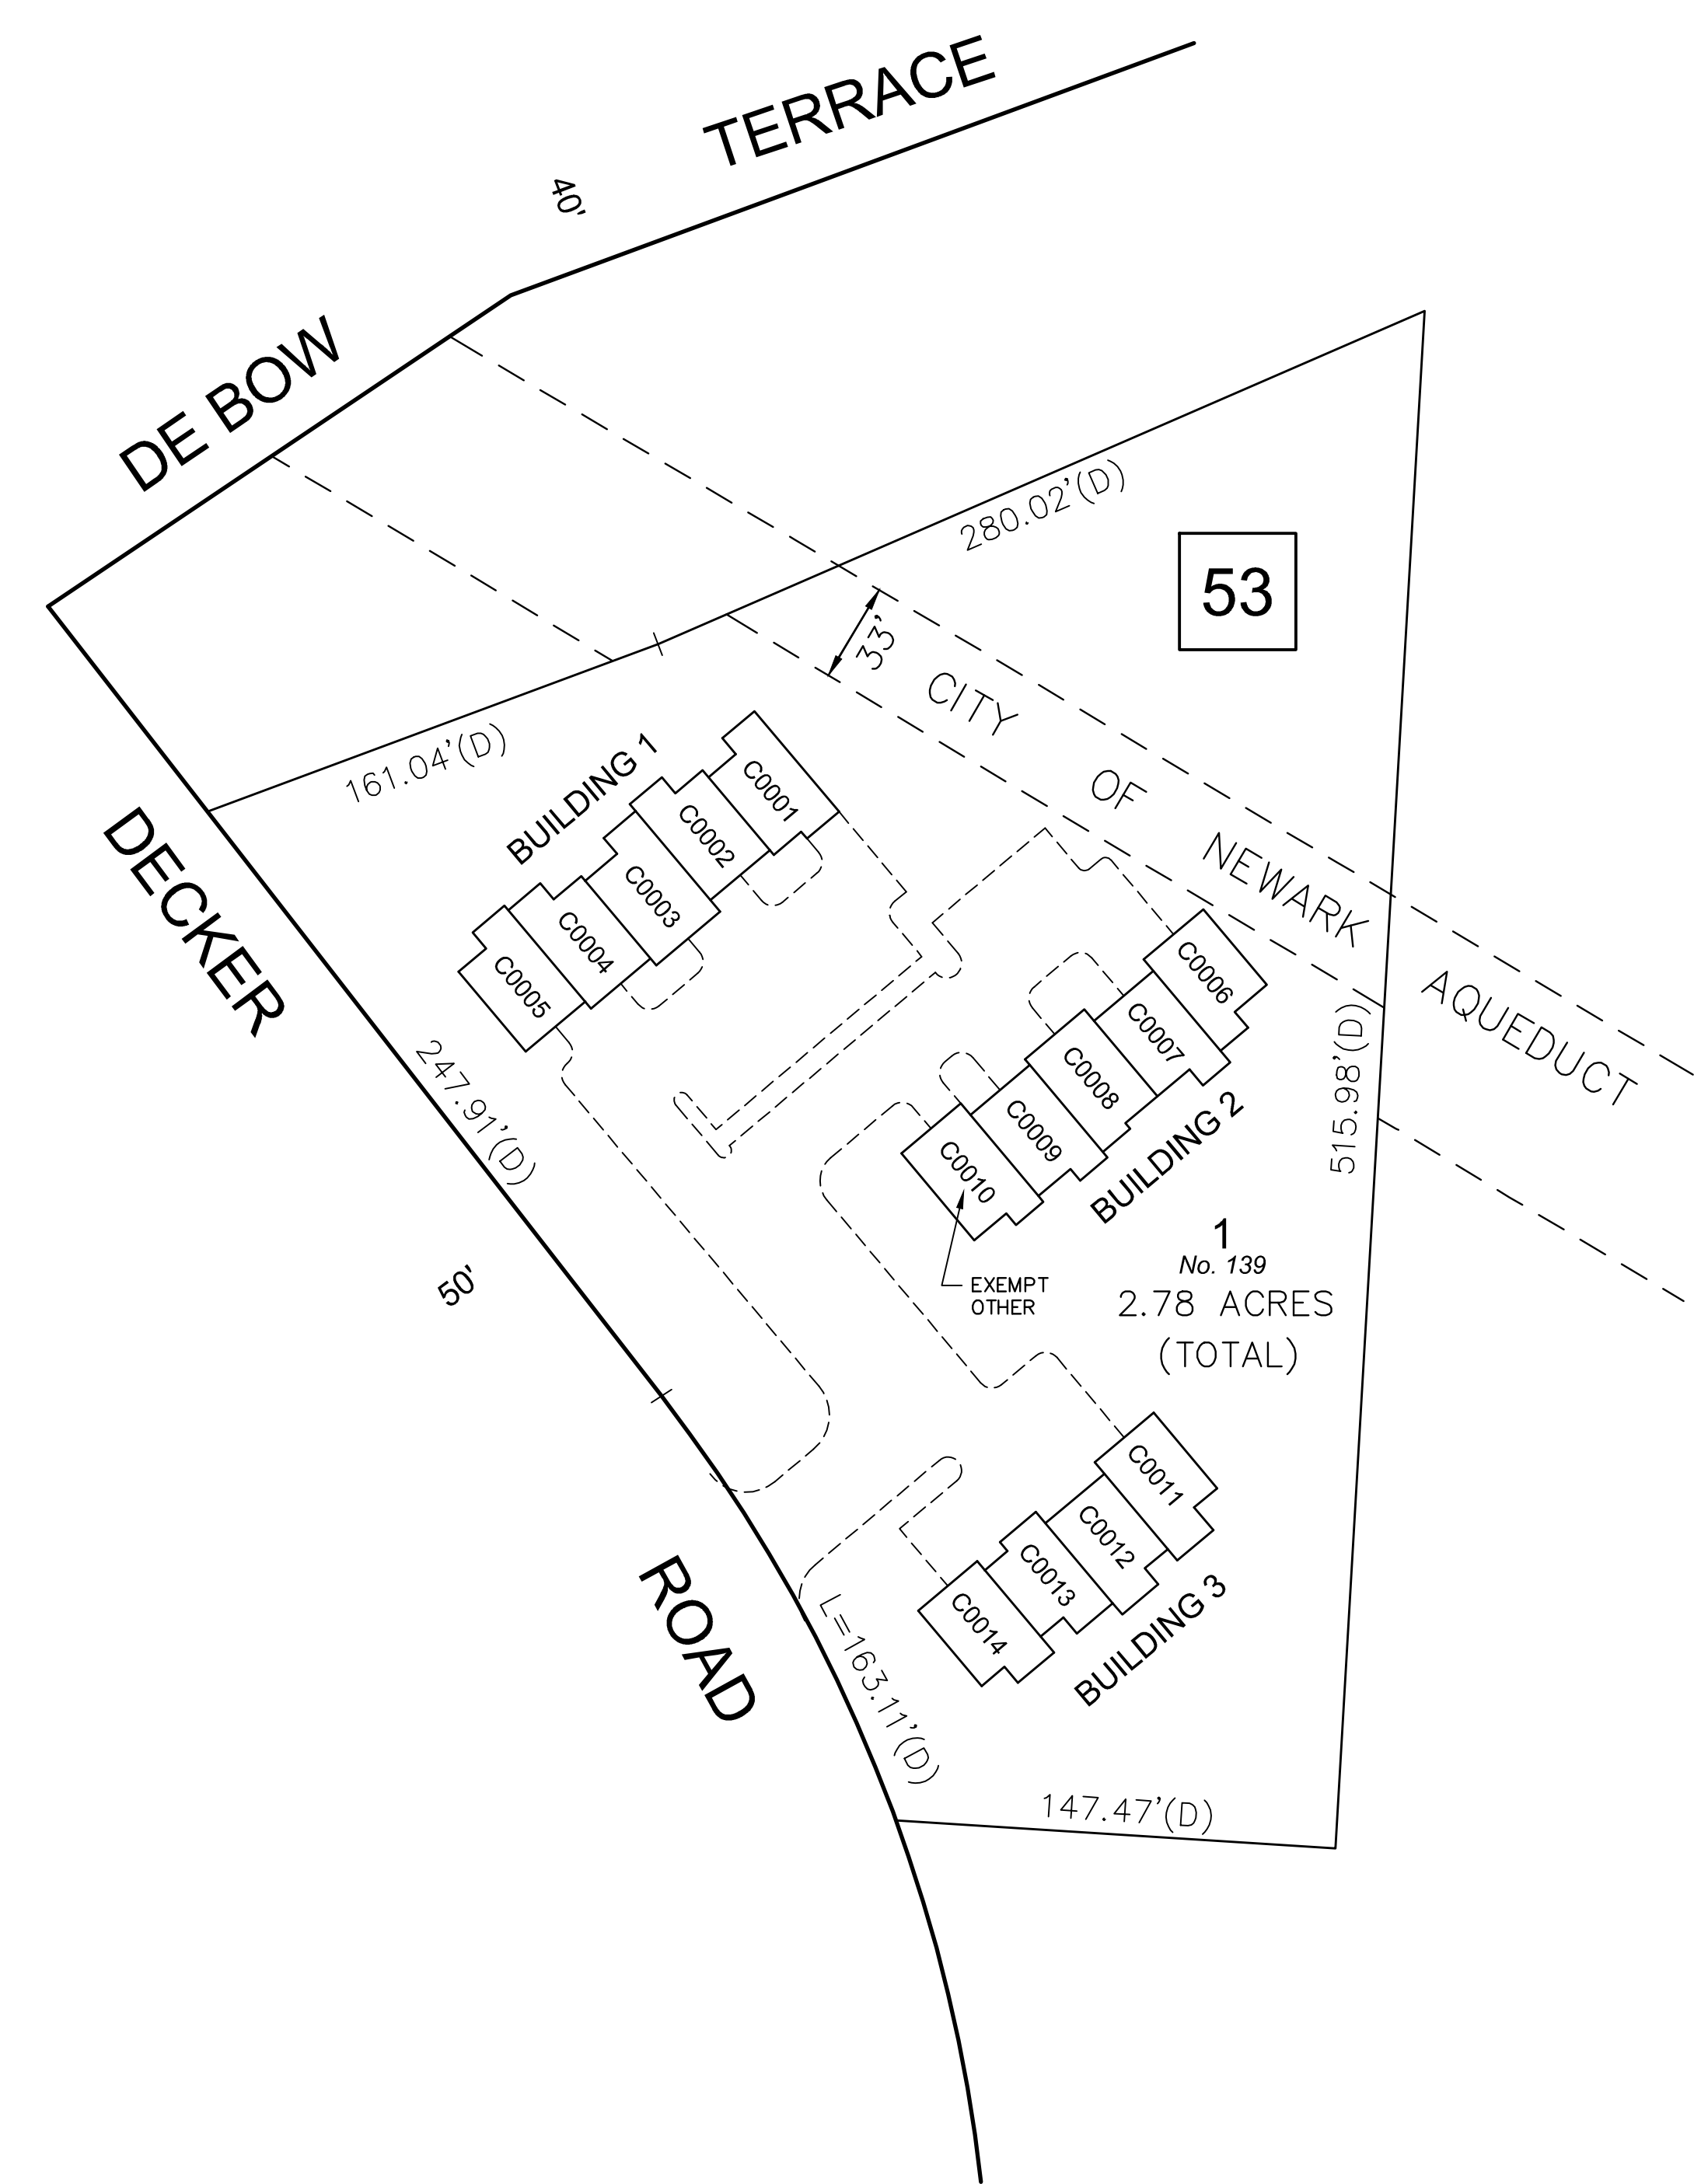 TERRACE
40'
DE BOW
280.02'(D)
53
33'
CITY OF NEWARK AQUEDUCT
161.04'(D)
BUILDING 1
C0001
C0002
C0003
C0004
C0005
DECKER
247.91'(D)
C0006
C0007
C0008
C0009
C0010
BUILDING 2
515.98'(D)
EXEMPT
OTHER
1
No. 139
2.78 ACRES
(TOTAL)
50'
C0011
C0012
C0013
C0014
BUILDING 3
ROAD
L=163.11'(D)
147.47'(D)